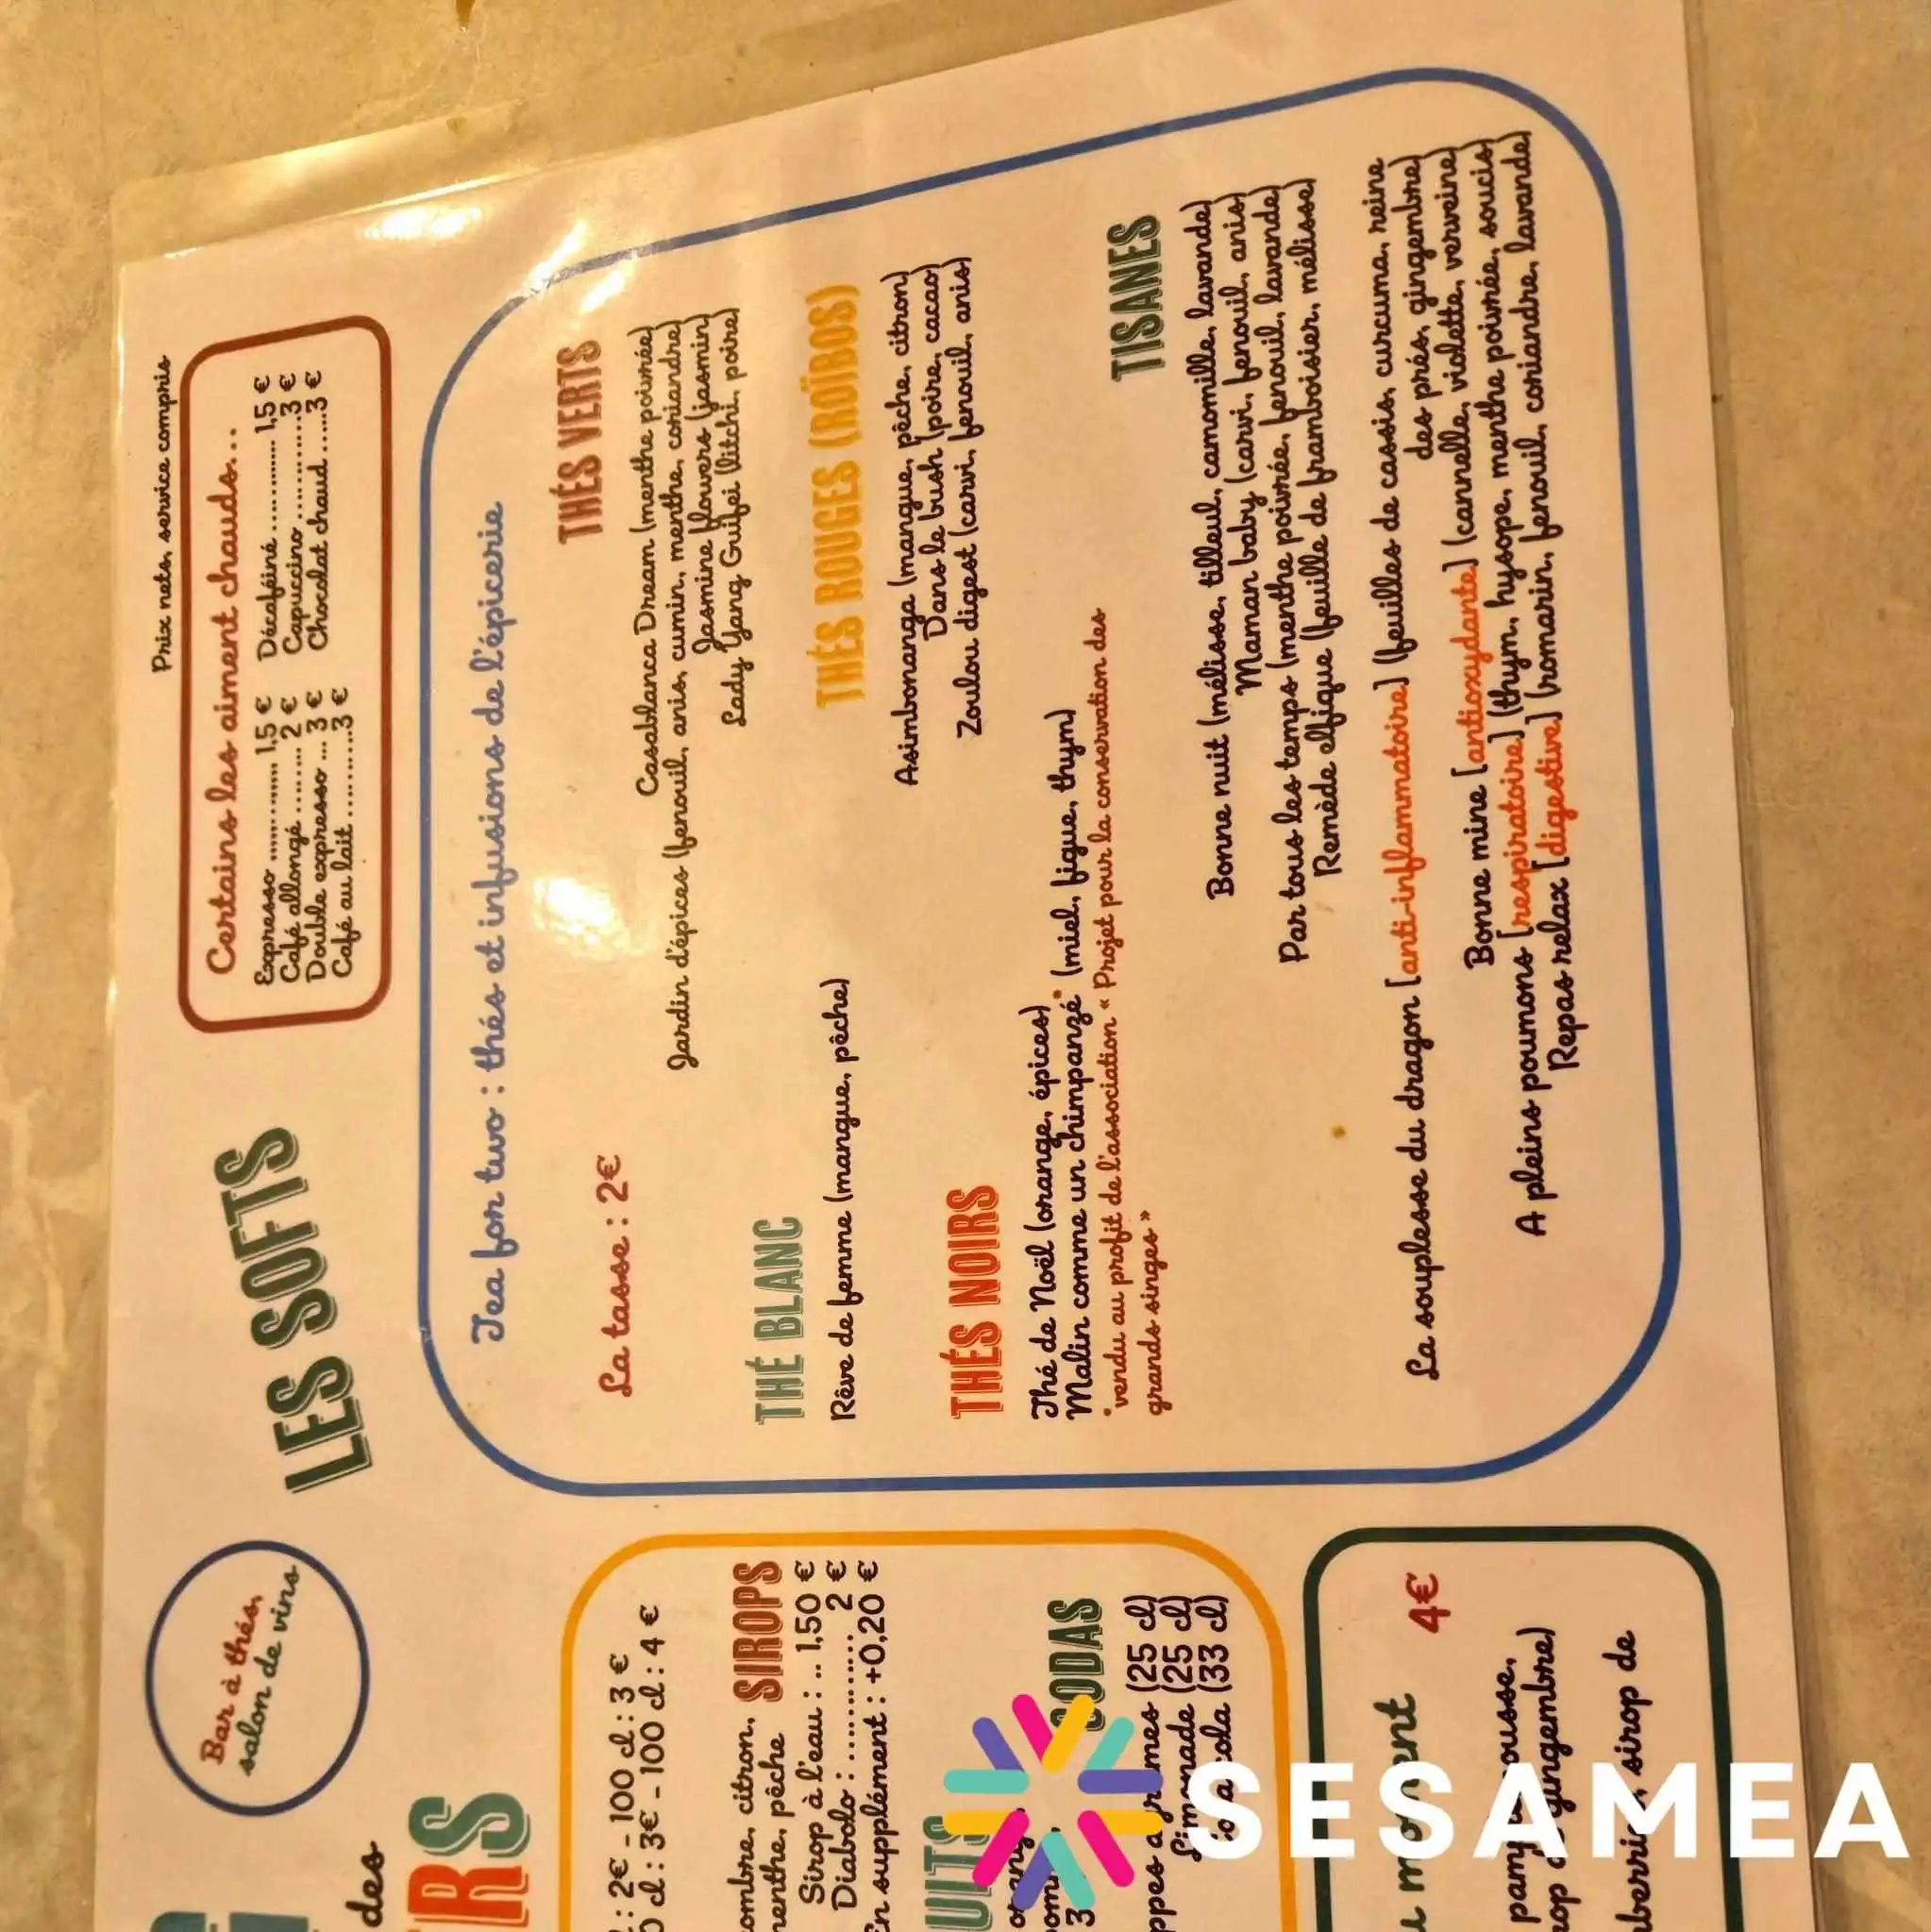 Prix nets, service compris
LES SOFTS
Certains les aiment chauds...
Expresso ............ 1,5 €
Café allongé ........ 2 €
Double expresso ... 3 €
Café au lait ...........3 €
Décaféiné ............ 1,5 €
Capuccino ............3 €
Chocolat chaud .....3 €
Tea for two : thés et infusions de l'épicerie
La tasse : 2€
THÉS VERTS
Casablanca Dream (menthe poivrée)
Jardin d'épices (fenouil, anis, cumin, menthe, coriandre)
Jasmine flowers (jasmin)
Lady Yang Guifei (litchi, poire)
THÉ BLANC
Rêve de femme (mangue, pêche)
THÉS ROUGES (ROÏBOS)
Asimbonanga (mangue, pêche, citron)
Dans le bush (poire, cacao)
Zoulou digest (carvi, fenouil, anis)
THÉS NOIRS
Thé de Noël (orange, épices)
Malin comme un chimpanzé* (miel, figue, thym)
*vendu au profit de l'association « Projet pour la conservation des
grands singes »
TISANES
Bonne nuit (mélisse, tilleul, camomille, lavande)
Maman baby (carvi, fenouil, anis)
Par tous les temps (menthe poivrée, fenouil, lavande)
Remède elfique (feuille de framboisier, mélisse)
La souplesse du dragon [anti-inflammatoire] (feuilles de cassis, curcuma, reine
des prés, gingembre)
Bonne mine [antioxydante] (cannelle, violette, verveine)
A pleins poumons [respiratoire] (thym, hysope, menthe poivrée, soucis)
Repas relax [digestive] (romarin, fenouil, coriandre, lavande)
Bar à thés,
salon de vins
des
: 2€ - 100 cl : 3 €
cl : 3€ - 100 cl : 4 €
SIROPS
citron,
pêche
Sirop à l'eau : .. 1,50 €
Diabolo : ............ 2 €
En supplément : +0,20 €
SODAS
(25 cl)
Limonade (25 cl)
(33 cl)
4€
gingembre)
sirop de
SESAMEA